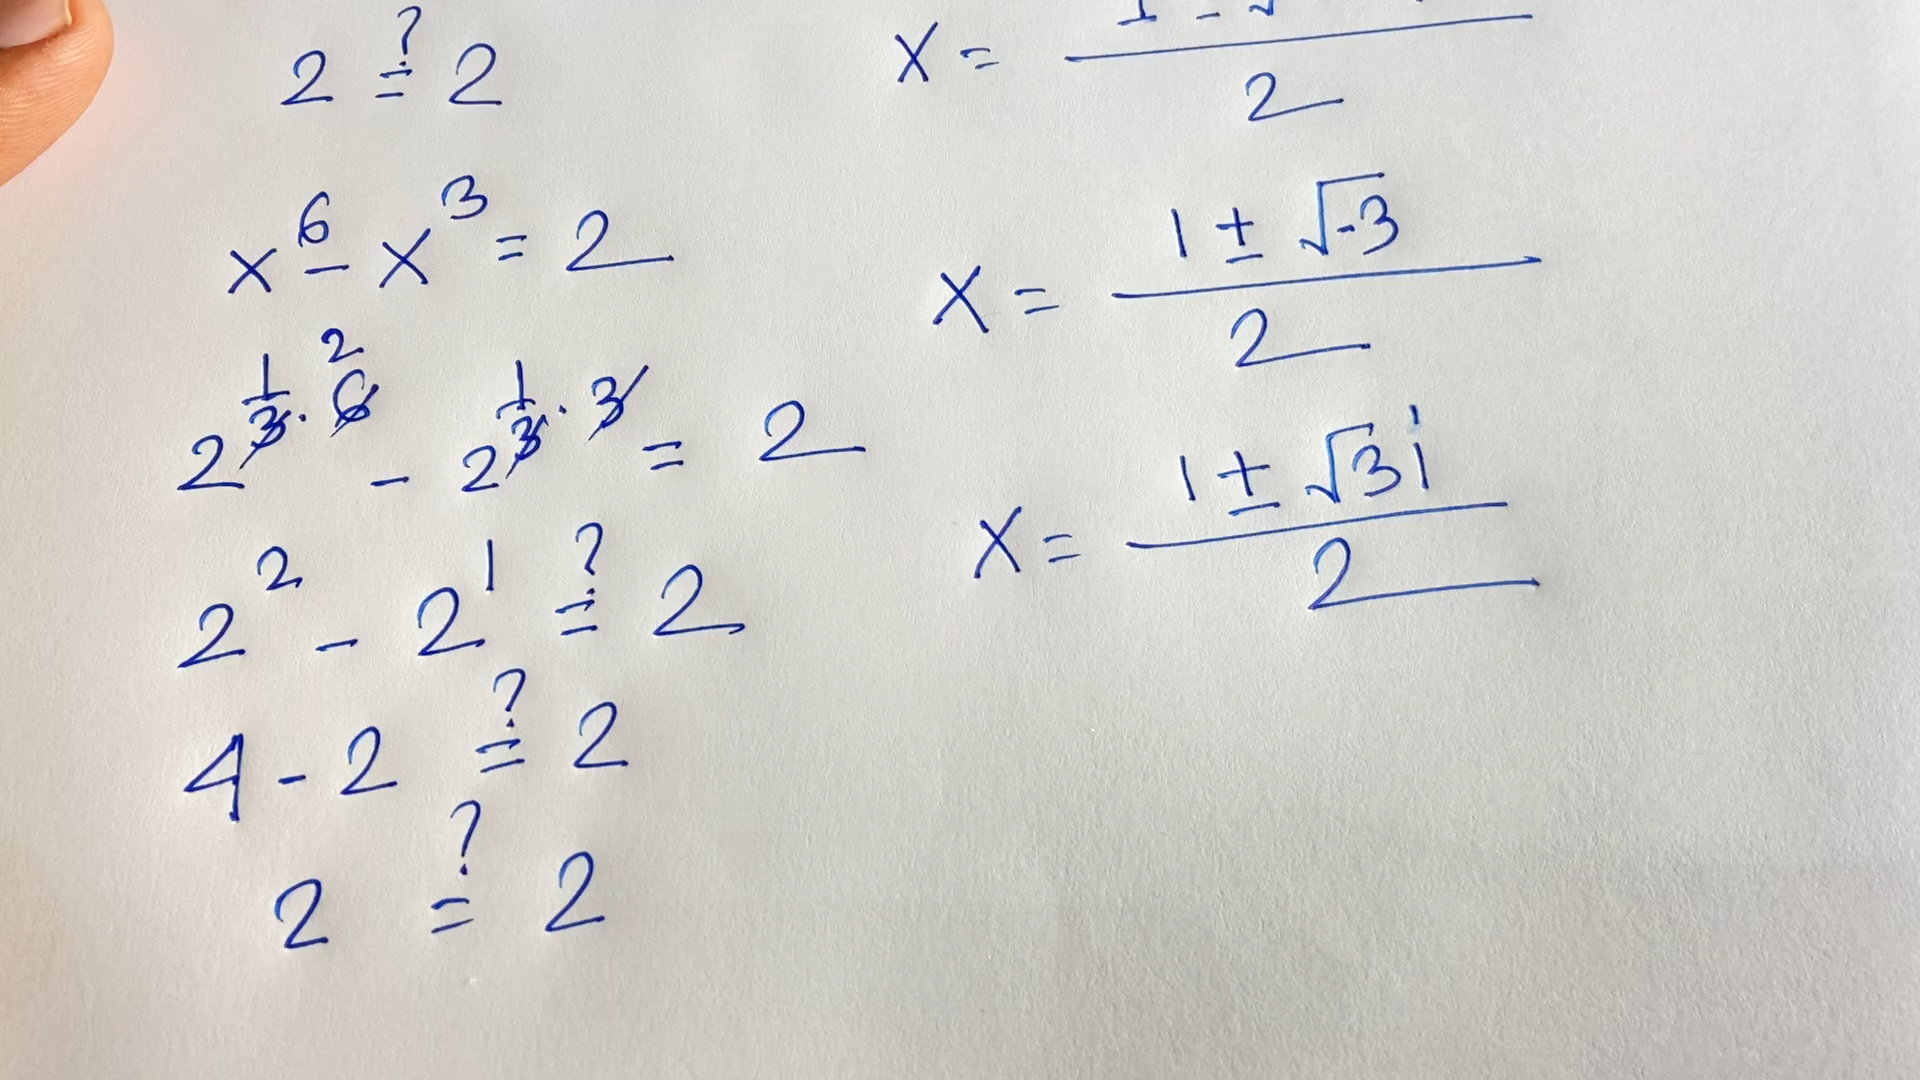 2 ≟ 2
x⁶ - x³ = 2
2^(1/3 · 6) 2 - 2^(1/3 · 3) = 2
2² - 2¹ ≟ 2
4 - 2 ≟ 2
2 ≟ 2
x = 2
x = (1 ± √-3) / 2
x = (1 ± √3 i) / 2